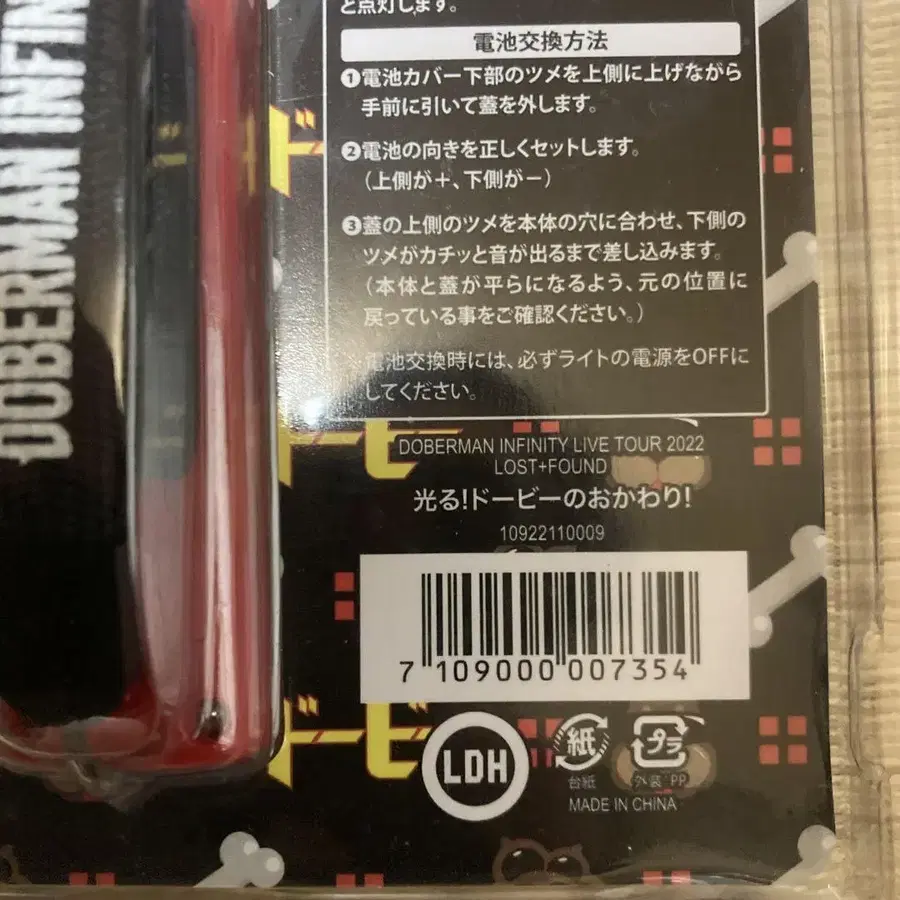 と点灯します。
電池交換方法
❶電池カバー下部のツメを上側に上げながら
手前に引いて蓋を外します。
❷電池の向きを正しくセットします。
(上側が+、下側がー)
❸蓋の上側のツメを本体の穴に合わせ、下側の
ツメがカチッと音が出るまで差し込みます。
(本体と蓋が平らになるよう、元の位置に
戻っている事をご確認ください。)
電池交換時には、必ずライトの電源をOFFに
してください。
DOBERMAN INFIN
ド
ドービー
DOBERMAN INFINITY LIVE TOUR 2022
LOST+FOUND
光る!ドービーのおかわり!
10922110009
7 109000 007354
ドービー
LDH
紙
プラ
台紙
外装 PP
MADE IN CHINA